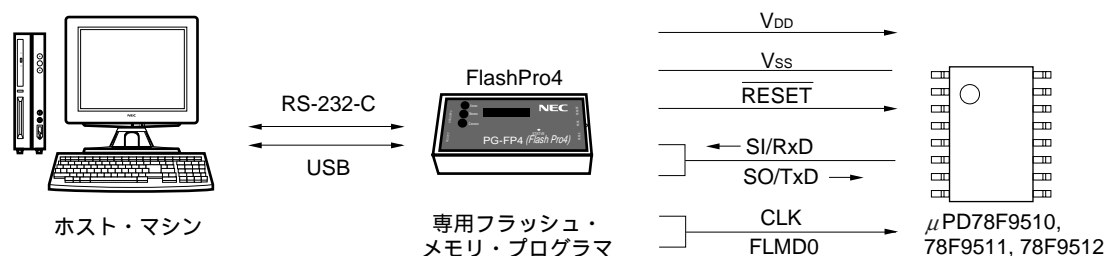 VDD
VSS
FlashPro4
RESET
RS-232-C
NEC
NEC
PG-FP4 (Flash Pro4)
SI/RxD
USB
SO/TxD
ホスト・マシン
専用フラッシュ・
メモリ・プログラマ
CLK
FLMD0
μPD78F9510,
78F9511, 78F9512